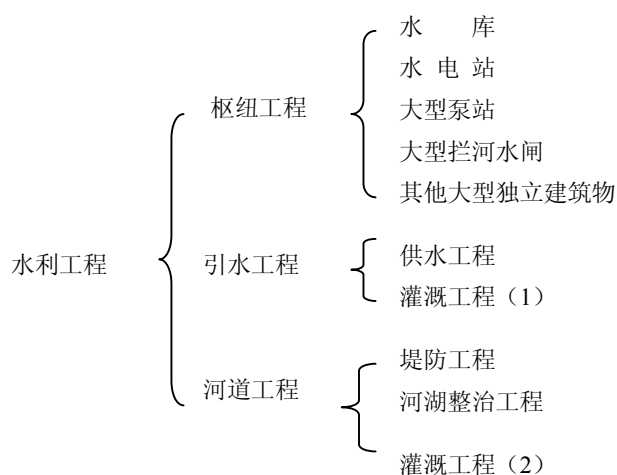 水利工程
枢纽工程
水 库
水 电 站
大型泵站
大型拦河水闸
其他大型独立建筑物
引水工程
供水工程
灌溉工程（1）
河道工程
堤防工程
河湖整治工程
灌溉工程（2）